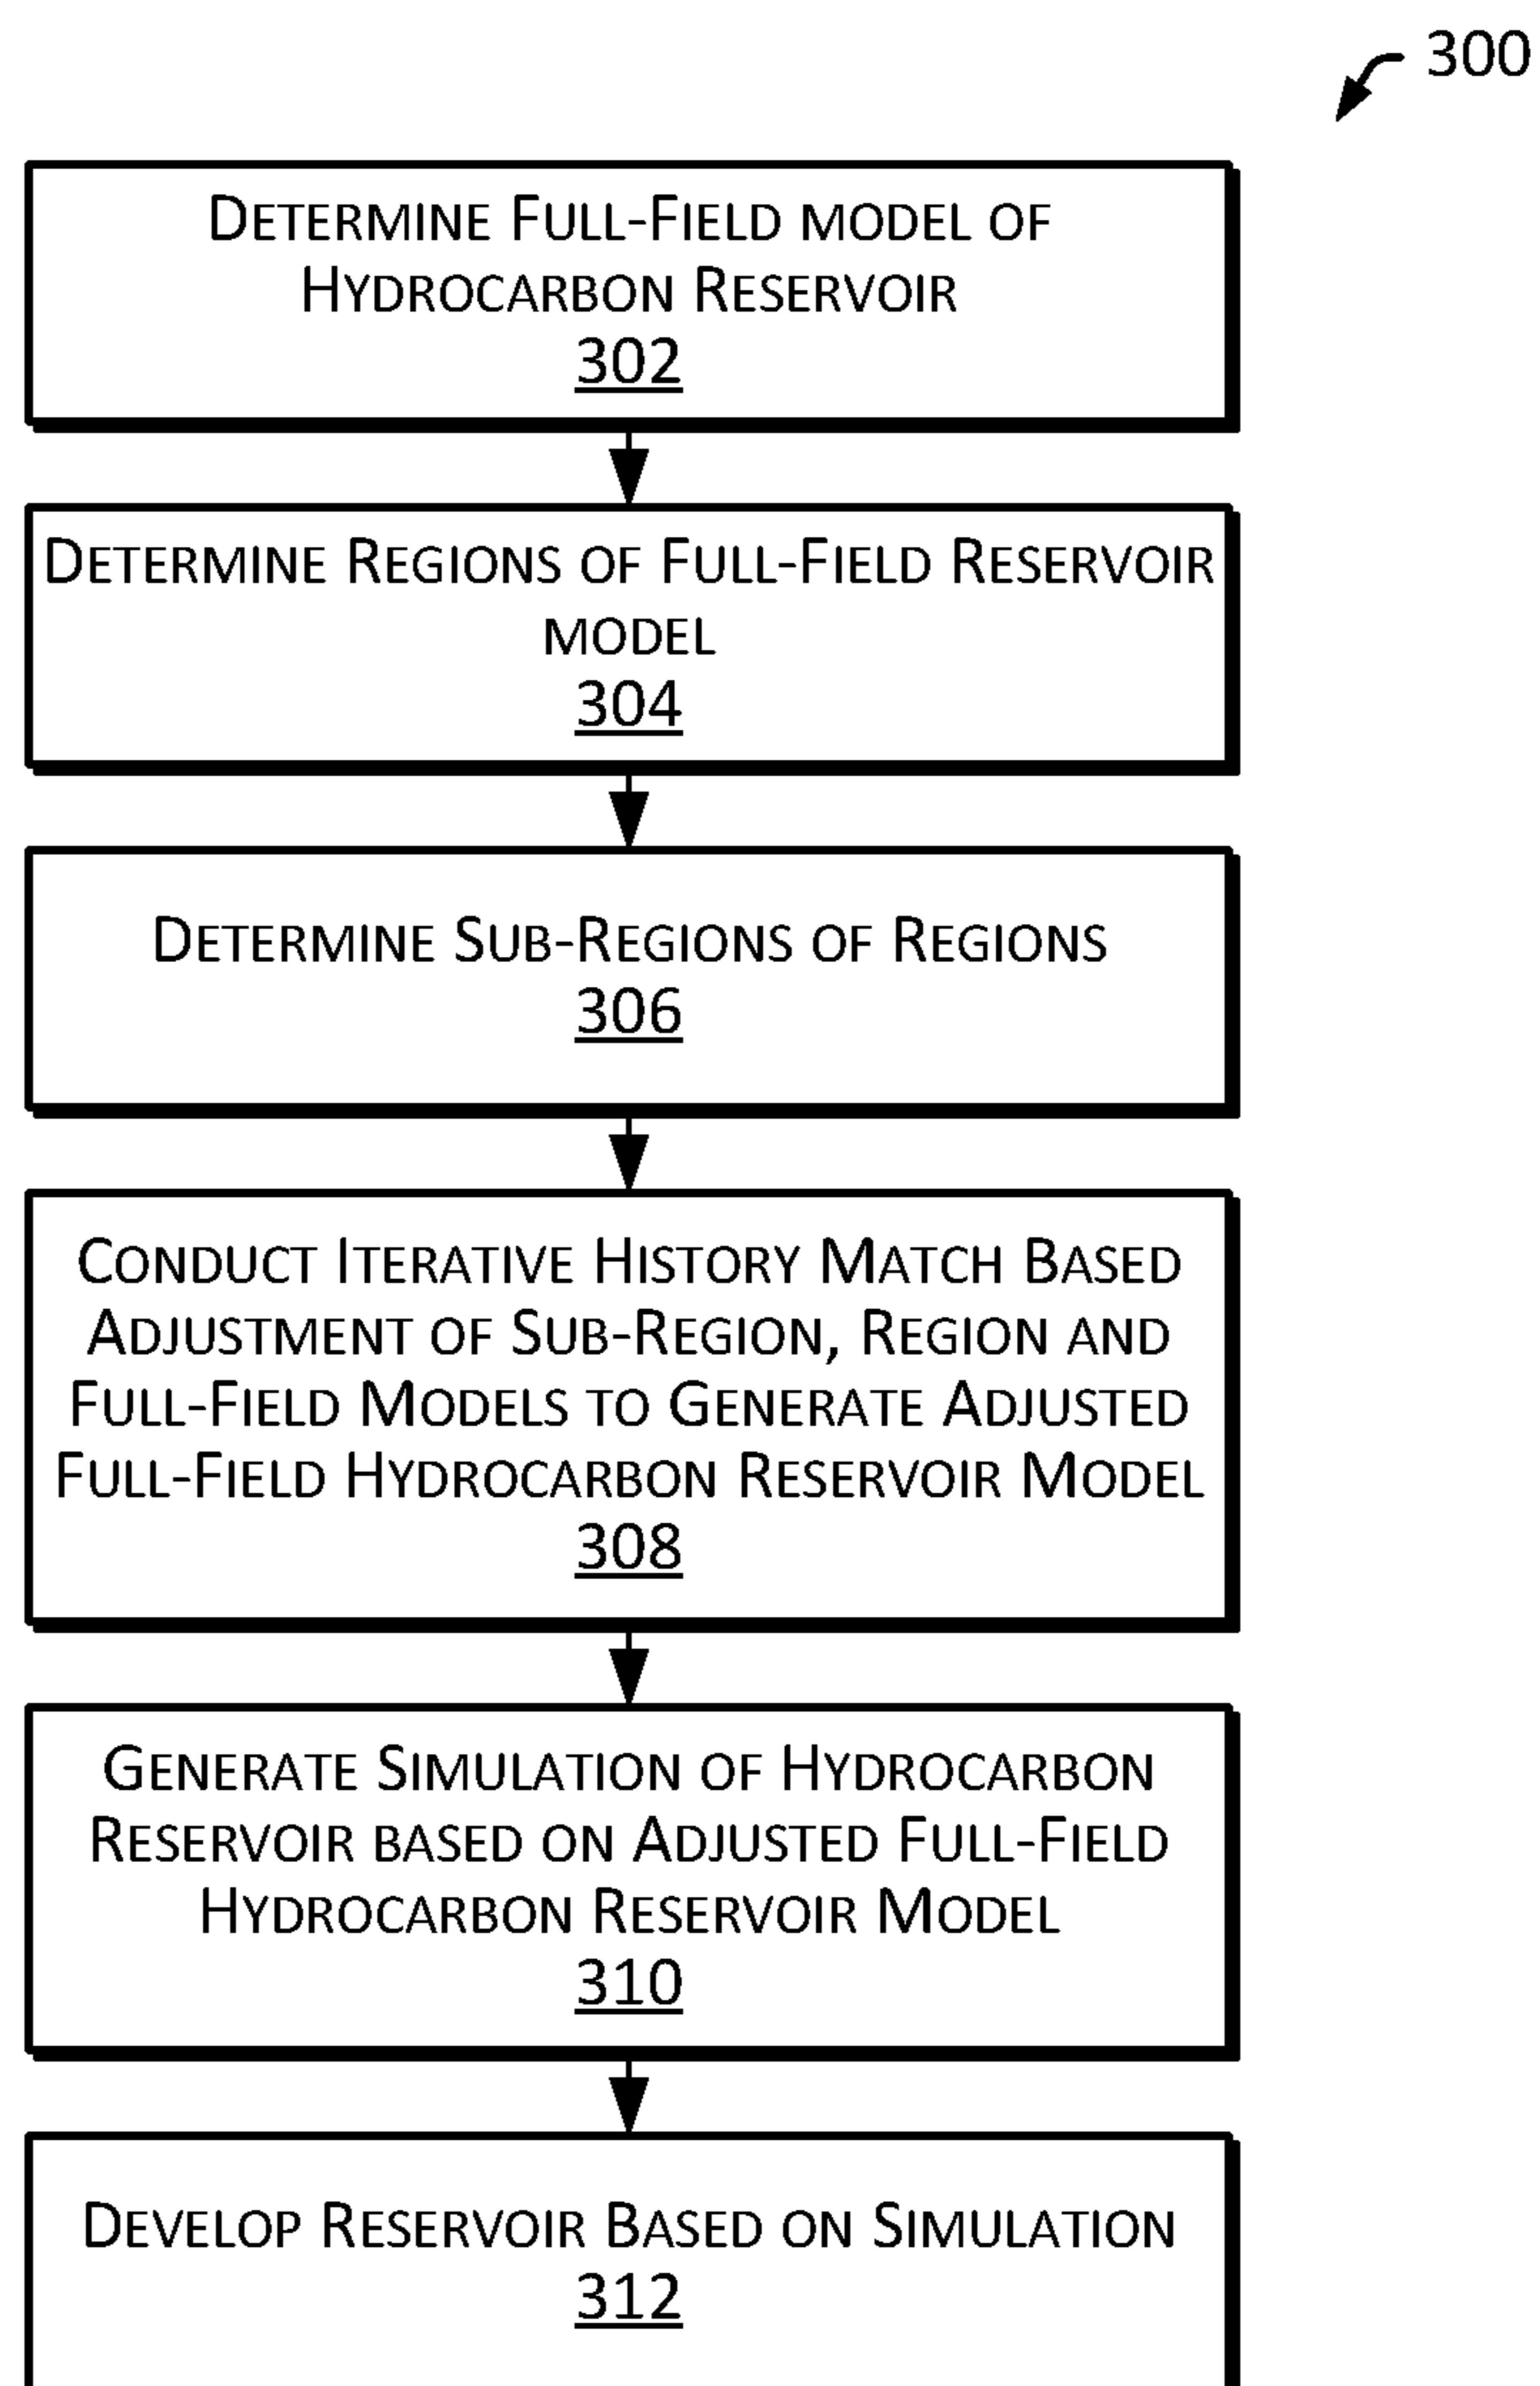 300
Determine Full-Field model of
Hydrocarbon Reservoir
302
Determine Regions of Full-Field Reservoir
model
304
Determine Sub-Regions of Regions
306
Conduct Iterative History Match Based
Adjustment of Sub-Region, Region and
Full-Field Models to Generate Adjusted
Full-Field Hydrocarbon Reservoir Model
308
Generate Simulation of Hydrocarbon
Reservoir based on Adjusted Full-Field
Hydrocarbon Reservoir Model
310
Develop Reservoir Based on Simulation
312